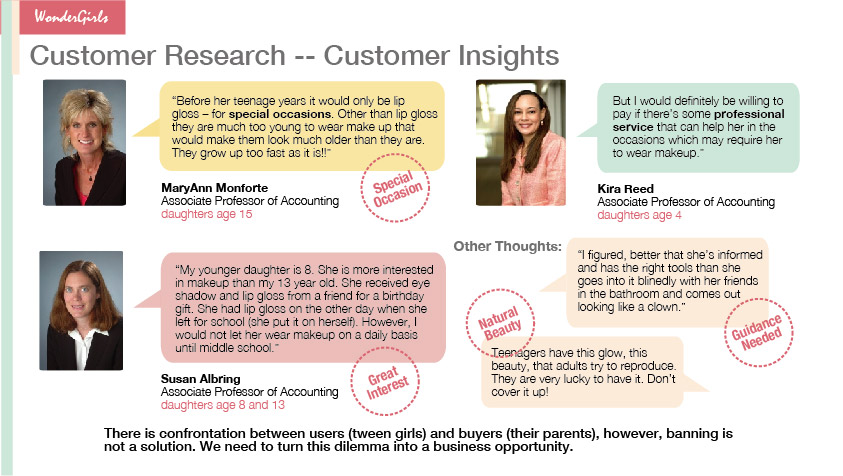 WonderGirls
Customer Research -- Customer Insights
“Before her teenage years it would only be lip
gloss – for special occasions. Other than lip gloss
they are much too young to wear make up that
would make them look much older than they are.
They grow up too fast as it is!!”
Special
Occasion
MaryAnn Monforte
Associate Professor of Accounting
daughters age 15
But I would definitely be willing to
pay if there’s some professional
service that can help her in the
occasions which may require her
to wear makeup.”
Kira Reed
Associate Professor of Accounting
daughters age 4
“My younger daughter is 8. She is more interested
in makeup than my 13 year old. She received eye
shadow and lip gloss from a friend for a birthday
gift. She had lip gloss on the other day when she
left for school (she put it on herself). However, I
would not let her wear makeup on a daily basis
until middle school.”
Great
Interest
Susan Albring
Associate Professor of Accounting
daughters age 8 and 13
Other Thoughts:
“I figured, better that she’s informed
and has the right tools than she
goes into it blinedly with her friends
in the bathroom and comes out
looking like a clown.”
Guidance
Needed
Natural
Beauty
Teenagers have this glow, this
beauty, that adults try to reproduce.
They are very lucky to have it. Don’t
cover it up!
There is confrontation between users (tween girls) and buyers (their parents), however, banning is
not a solution. We need to turn this dilemma into a business opportunity.